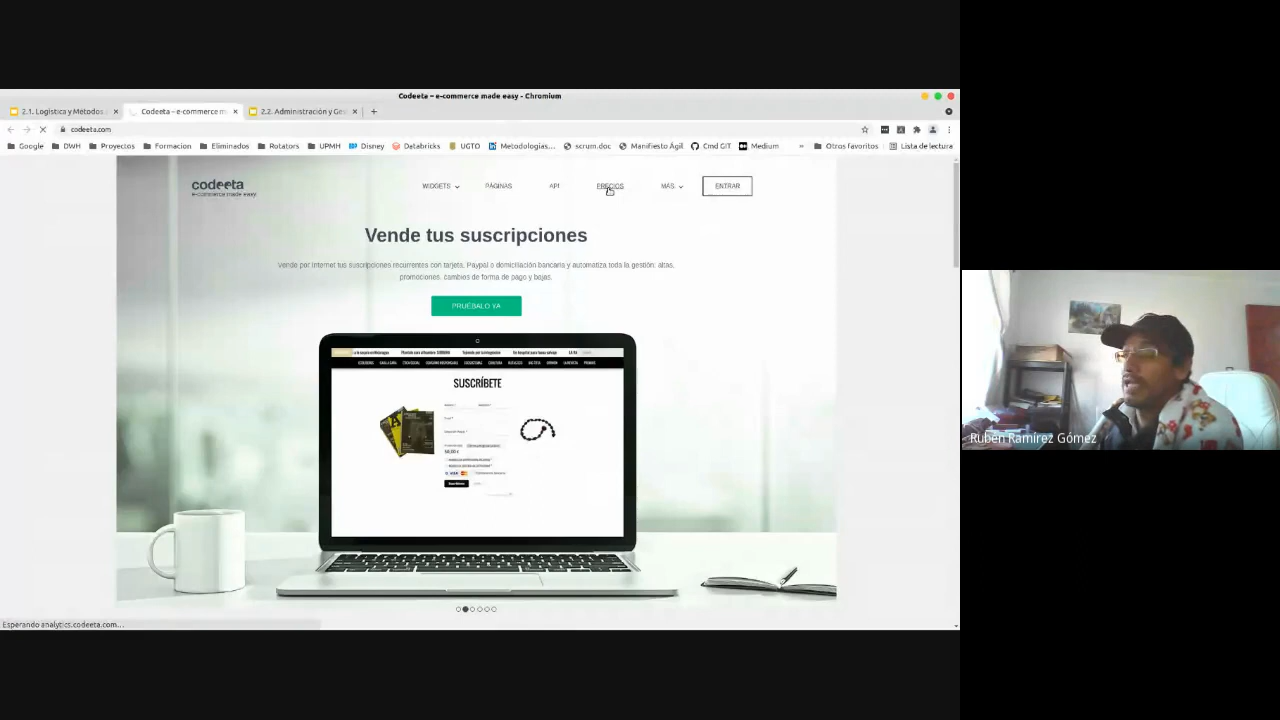 Codeeta – e-commerce made easy - Chromium
2.1. Logística y Métodos
Codeeta – e-commerce m
2.2. Administración y Ges
codeeta.com
Google
DWH
Proyectos
Formacion
Eliminados
Rotators
UPMH
Disney
Databricks
UGTO
Metodologías...
scrum.doc
Manifiesto Ágil
Cmd GIT
Medium
»
Otros favoritos
Lista de lectura
codeeta
e-commerce made easy
WIDGETS
PÁGINAS
API
PRECIOS
MÁS
ENTRAR
Vende tus suscripciones
Vende por Internet tus suscripciones recurrentes con tarjeta, Paypal o domiciliación bancaria y automatiza toda la gestión: altas,
promociones, cambios de forma de pago y bajas.
PRUÉBALO YA
SUSCRÍBETE
VISA
Esperando analytics.codeeta.com...
Ruben Ramírez Gómez